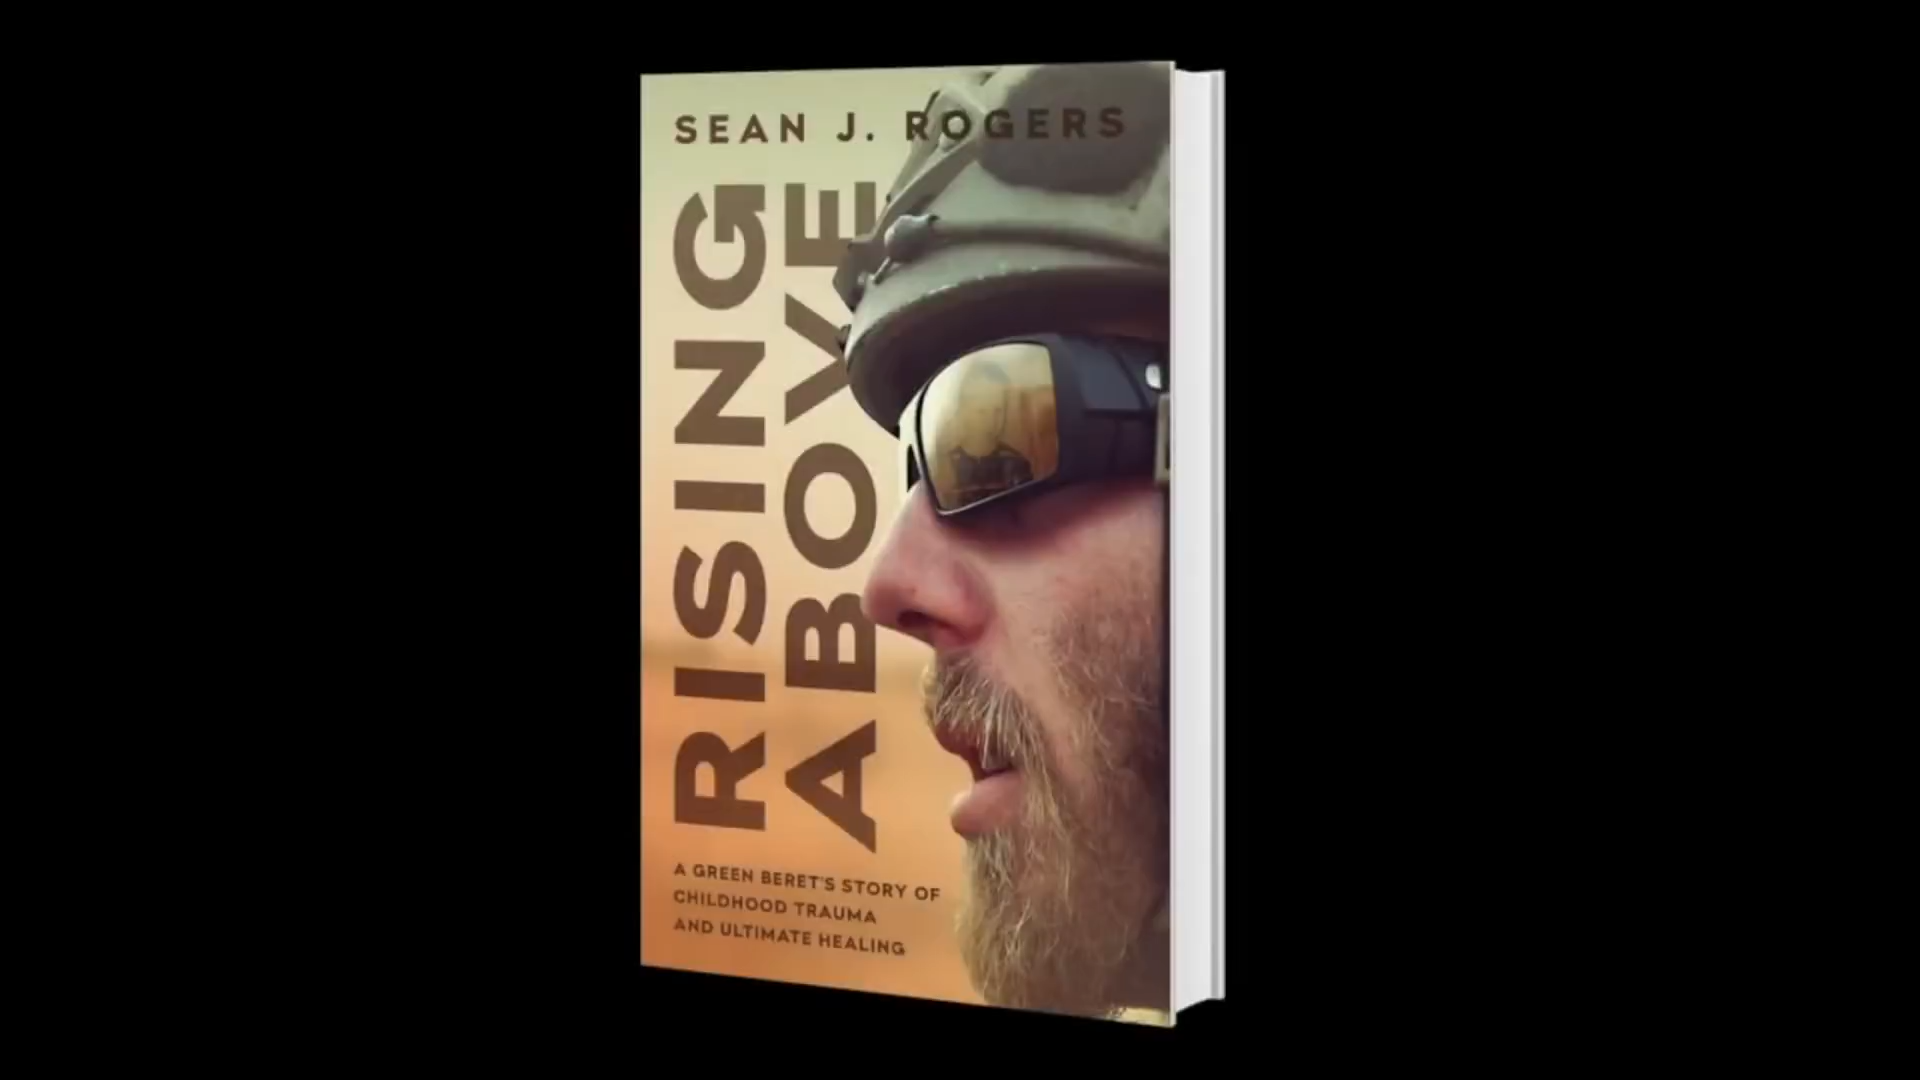 SEAN J. ROGERS
RISING
ABOVE
A GREEN BERET'S STORY OF
CHILDHOOD TRAUMA
AND ULTIMATE HEALING